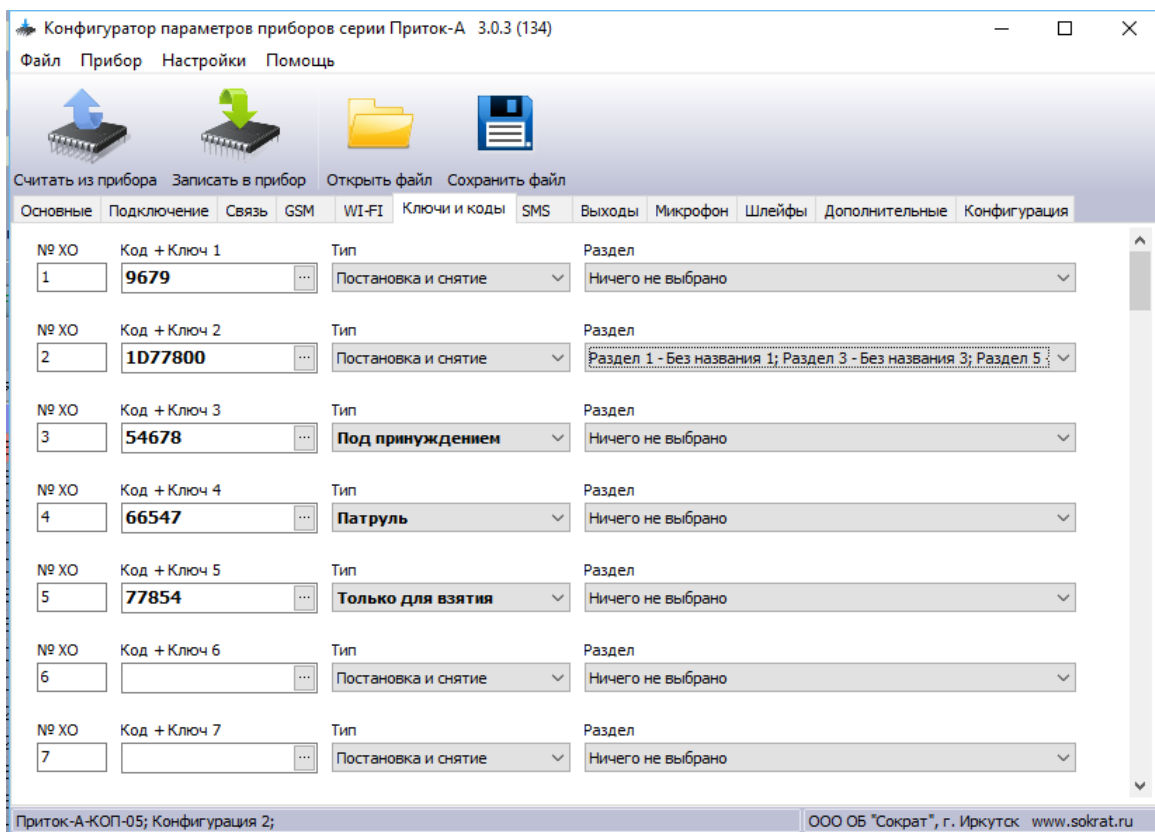 Конфигуратор параметров приборов серии Приток-А 3.0.3 (134)
Файл Прибор Настройки Помощь
Считать из прибора Записать в прибор Открыть файл Сохранить файл
Основные Подключение Связь GSM WI-FI Ключи и коды SMS Выходы Микрофон Шлейфы Дополнительные Конфигурация
№ ХО Код +Ключ 1 Тип Раздел
1 9679 ... Постановка и снятие Ничего не выбрано
№ ХО Код +Ключ 2 Тип Раздел
2 1D77800 ... Постановка и снятие Раздел 1 - Без названия 1; Раздел 3 - Без названия 3; Раздел 5 -
№ ХО Код +Ключ 3 Тип Раздел
3 54678 ... Под принуждением Ничего не выбрано
№ ХО Код +Ключ 4 Тип Раздел
4 66547 ... Патруль Ничего не выбрано
№ ХО Код +Ключ 5 Тип Раздел
5 77854 ... Только для взятия Ничего не выбрано
№ ХО Код +Ключ 6 Тип Раздел
6 ... Постановка и снятие Ничего не выбрано
№ ХО Код +Ключ 7 Тип Раздел
7 ... Постановка и снятие Ничего не выбрано
Приток-А-КОП-05; Конфигурация 2; ООО ОБ "Сократ", г. Иркутск www.sokrat.ru